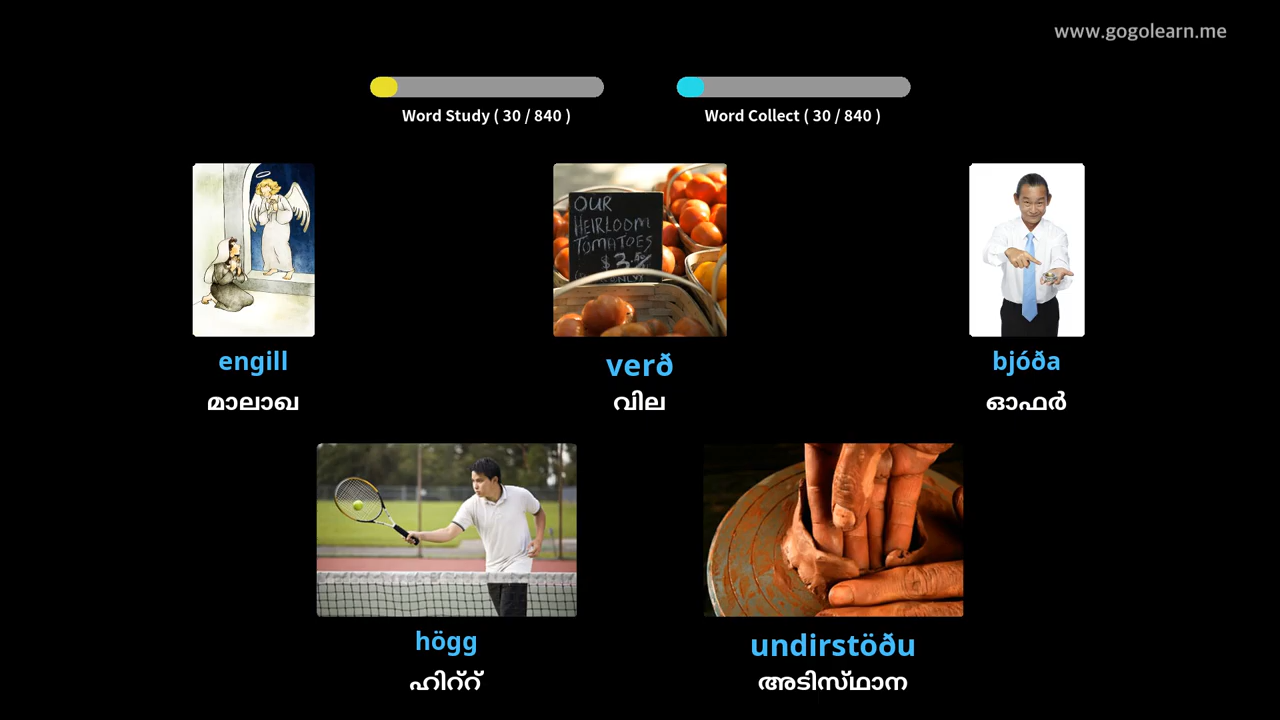 www.gogolearn.me
Word Study ( 30 / 840 )
Word Collect ( 30 / 840 )
OUR
HEIRLOOM
TOMATOES
engill
verð
bjóða
മാലാഖ
വില
ഓഫർ
högg
undirstöðu
ഹിറ്റ്
അടിസ്ഥാന